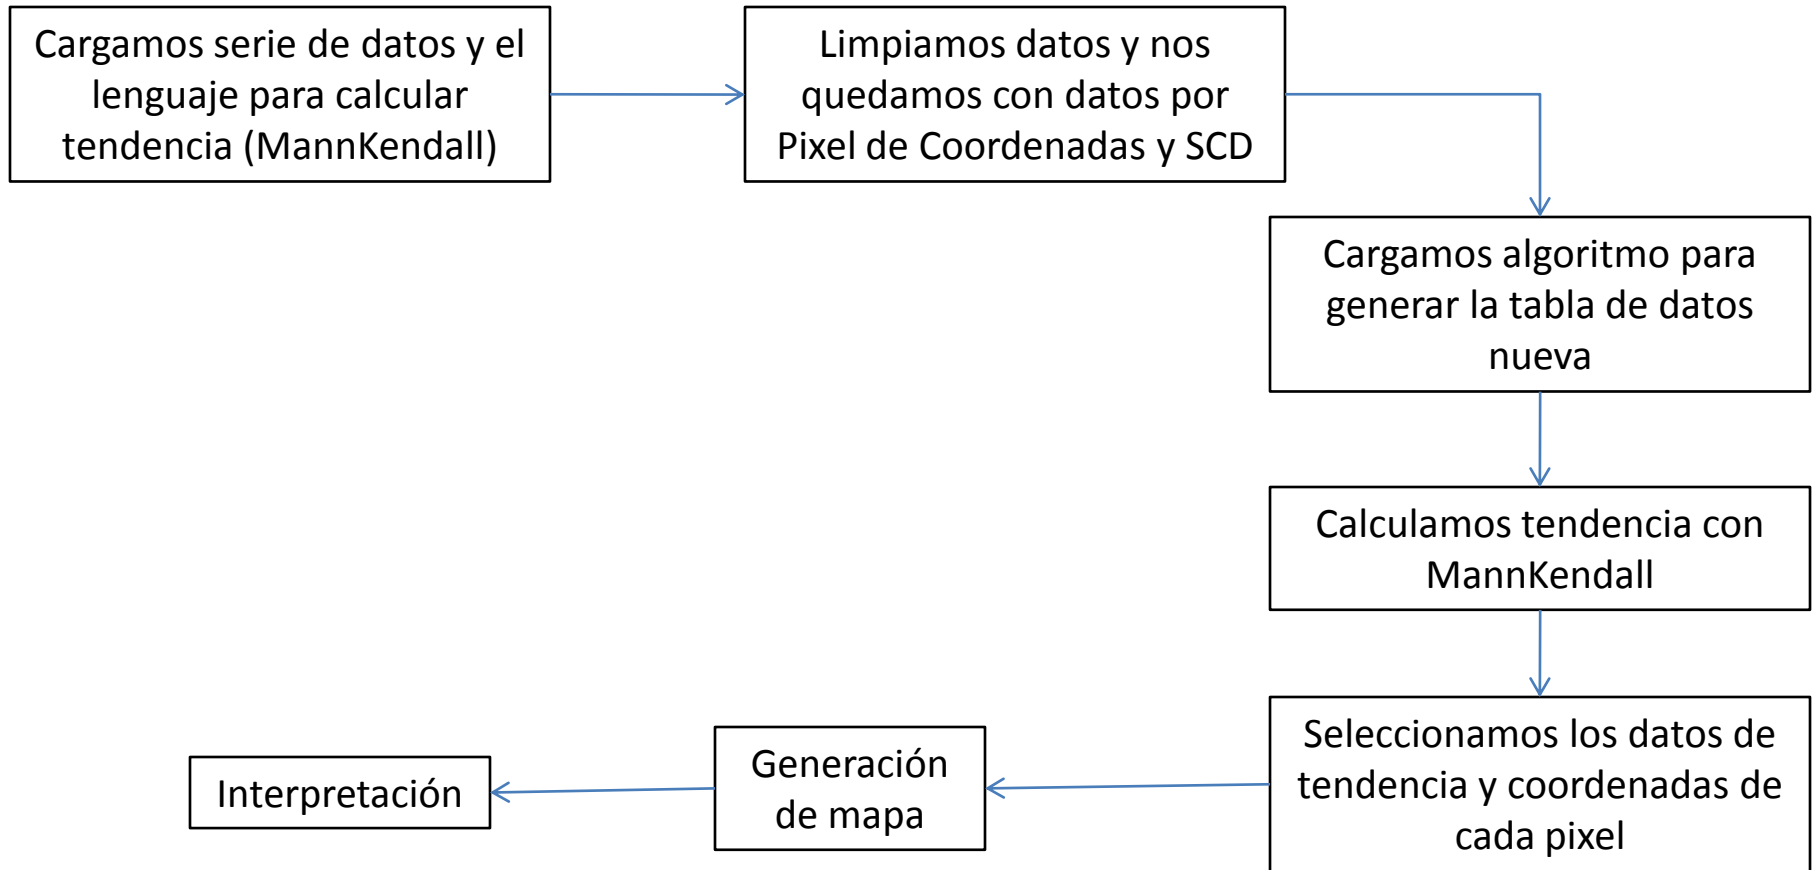 Cargamos serie de datos y el
lenguaje para calcular
tendencia (MannKendall)
Limpiamos datos y nos
quedamos con datos por
Pixel de Coordenadas y SCD
Cargamos algoritmo para
generar la tabla de datos
nueva
Calculamos tendencia con
MannKendall
Seleccionamos los datos de
tendencia y coordenadas de
cada pixel
Generación
de mapa
Interpretación